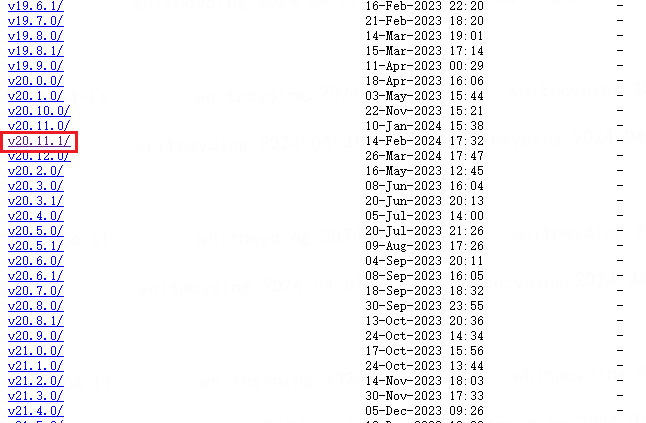 v19.6.1/ 16-Feb-2023 22:20 -
v19.7.0/ 21-Feb-2023 18:20 -
v19.8.0/ 14-Mar-2023 19:01 -
v19.8.1/ 15-Mar-2023 17:14 -
v19.9.0/ 11-Apr-2023 00:29 -
v20.0.0/ 18-Apr-2023 16:06 -
v20.1.0/ 03-May-2023 15:44 -
v20.10.0/ 22-Nov-2023 15:21 -
v20.11.0/ 10-Jan-2024 15:38 -
v20.11.1/ 14-Feb-2024 17:32 -
v20.12.0/ 26-Mar-2024 17:47 -
v20.2.0/ 16-May-2023 12:45 -
v20.3.0/ 08-Jun-2023 16:04 -
v20.3.1/ 20-Jun-2023 20:13 -
v20.4.0/ 05-Jul-2023 14:00 -
v20.5.0/ 20-Jul-2023 21:26 -
v20.5.1/ 09-Aug-2023 17:26 -
v20.6.0/ 04-Sep-2023 20:11 -
v20.6.1/ 08-Sep-2023 16:05 -
v20.7.0/ 18-Sep-2023 18:32 -
v20.8.0/ 30-Sep-2023 23:55 -
v20.8.1/ 13-Oct-2023 20:36 -
v20.9.0/ 24-Oct-2023 14:34 -
v21.0.0/ 17-Oct-2023 15:56 -
v21.1.0/ 24-Oct-2023 13:44 -
v21.2.0/ 14-Nov-2023 18:03 -
v21.3.0/ 30-Nov-2023 17:33 -
v21.4.0/ 05-Dec-2023 09:26 -